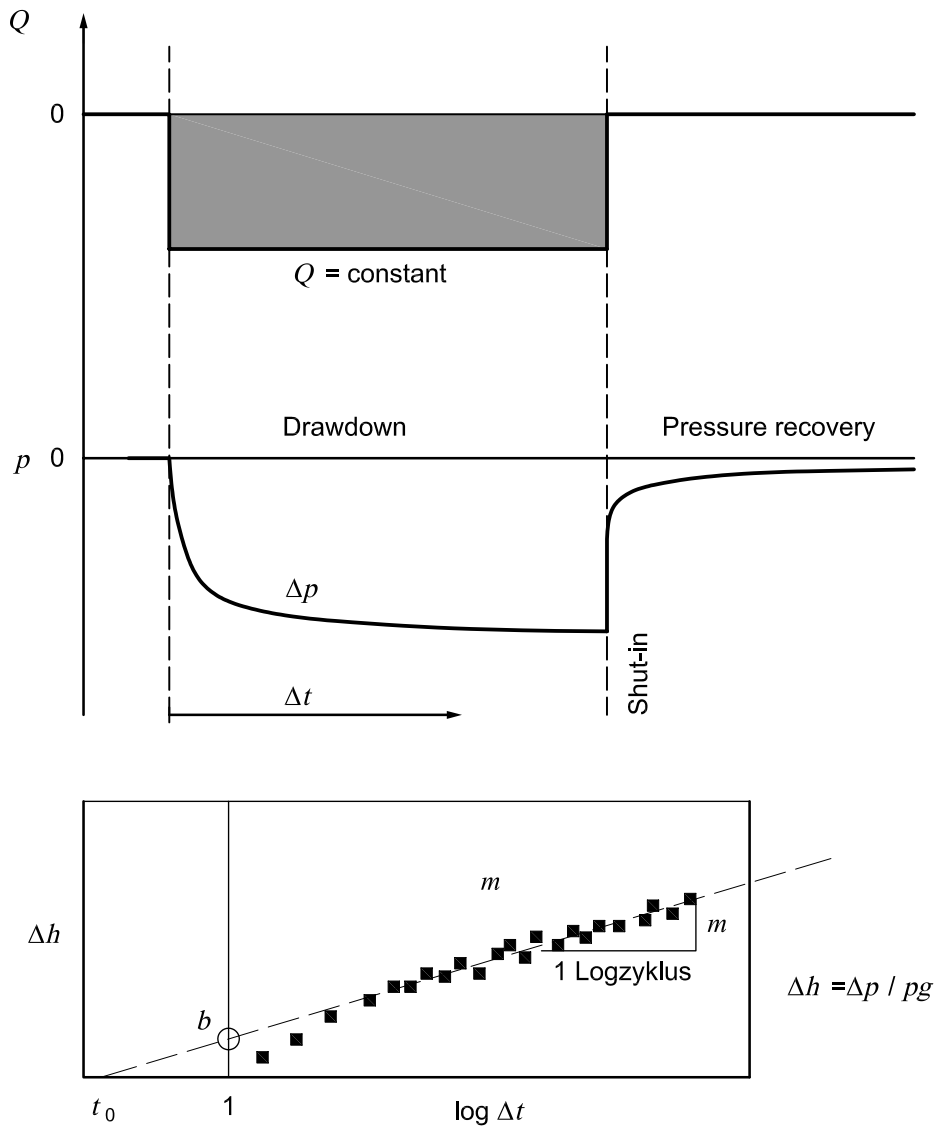 Q
0
Q = constant
Drawdown
Pressure recovery
p 0
Δp
Shut-in
Δt
m
Δh
m
1 Logzyklus
Δh =Δp / pg
b
t0 1 log Δt